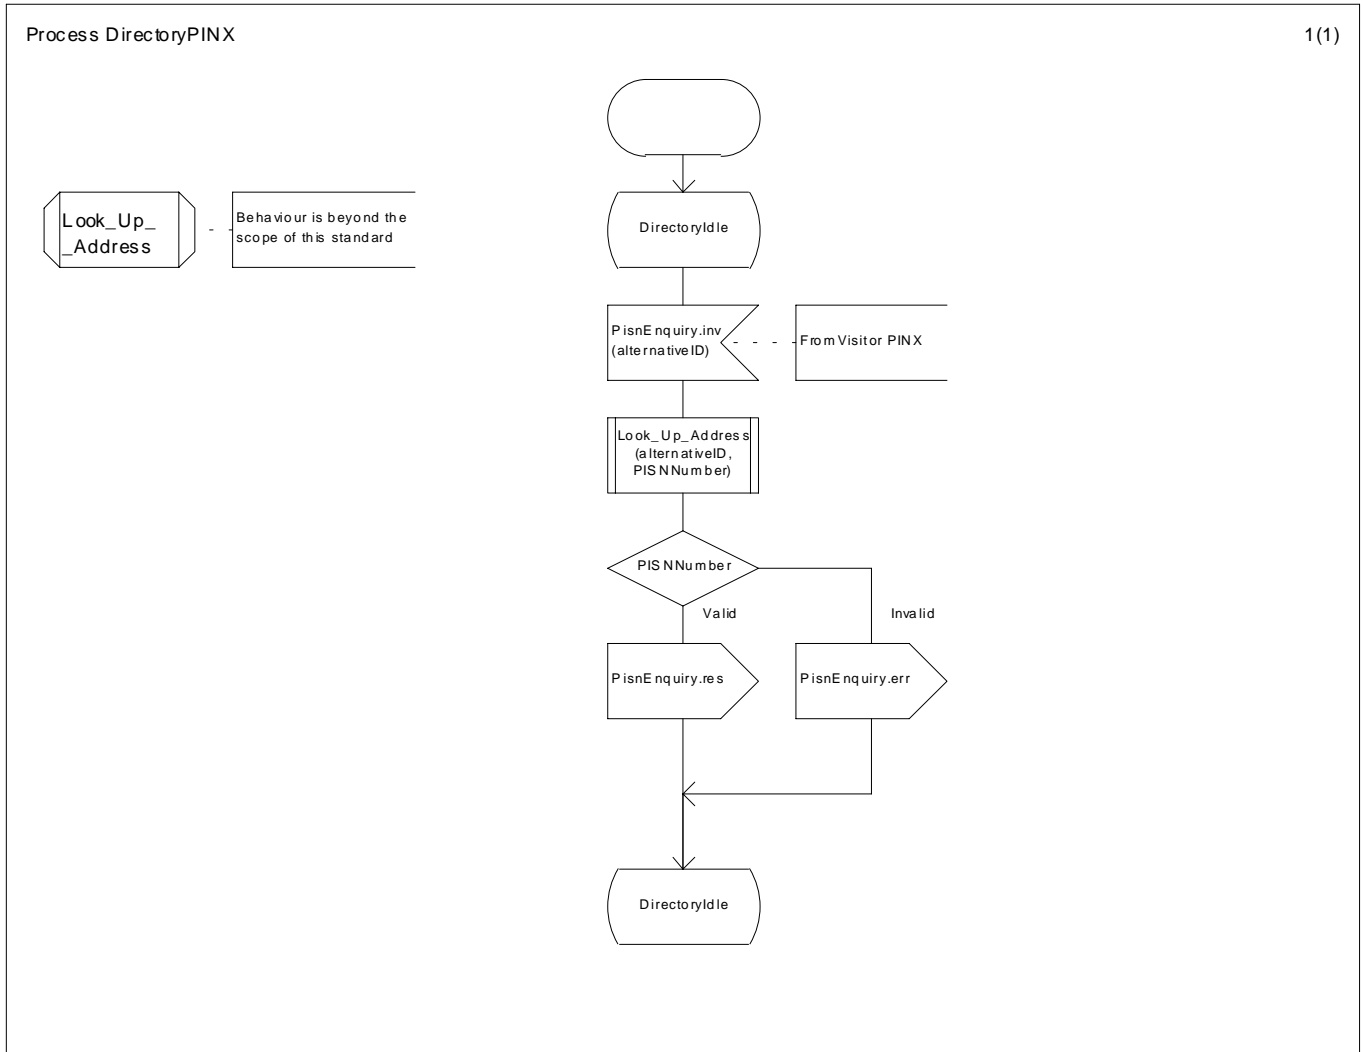 Process DirectoryPINX
1(1)
Look_Up_
_Address
Behaviour is beyond the
scope of this standard
DirectoryIdle
PisnEnquiry.inv
(alternativeID)
From Visitor PINX
Look_Up_Address
(alternativeID,
PISNNumber)
PISNNumber
Valid
Invalid
PisnEnquiry.res
PisnEnquiry.err
DirectoryIdle